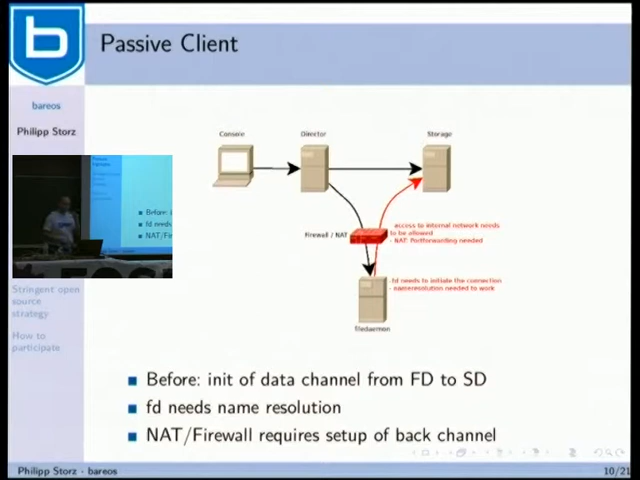 b
Passive Client
bareos
Philipp Storz
Stringent open
source
strategy
How to
participate
Console
Director
Storage
firewall / NAT
access to internal network needs
to be allowed
- NAT: Portforwarding needed
- fd needs to initiate the connection
- nameresolution needed to work
filedaemon
Before: init of data channel from FD to SD
fd needs name resolution
NAT/Firewall requires setup of back channel
Philipp Storz - bareos
10/21